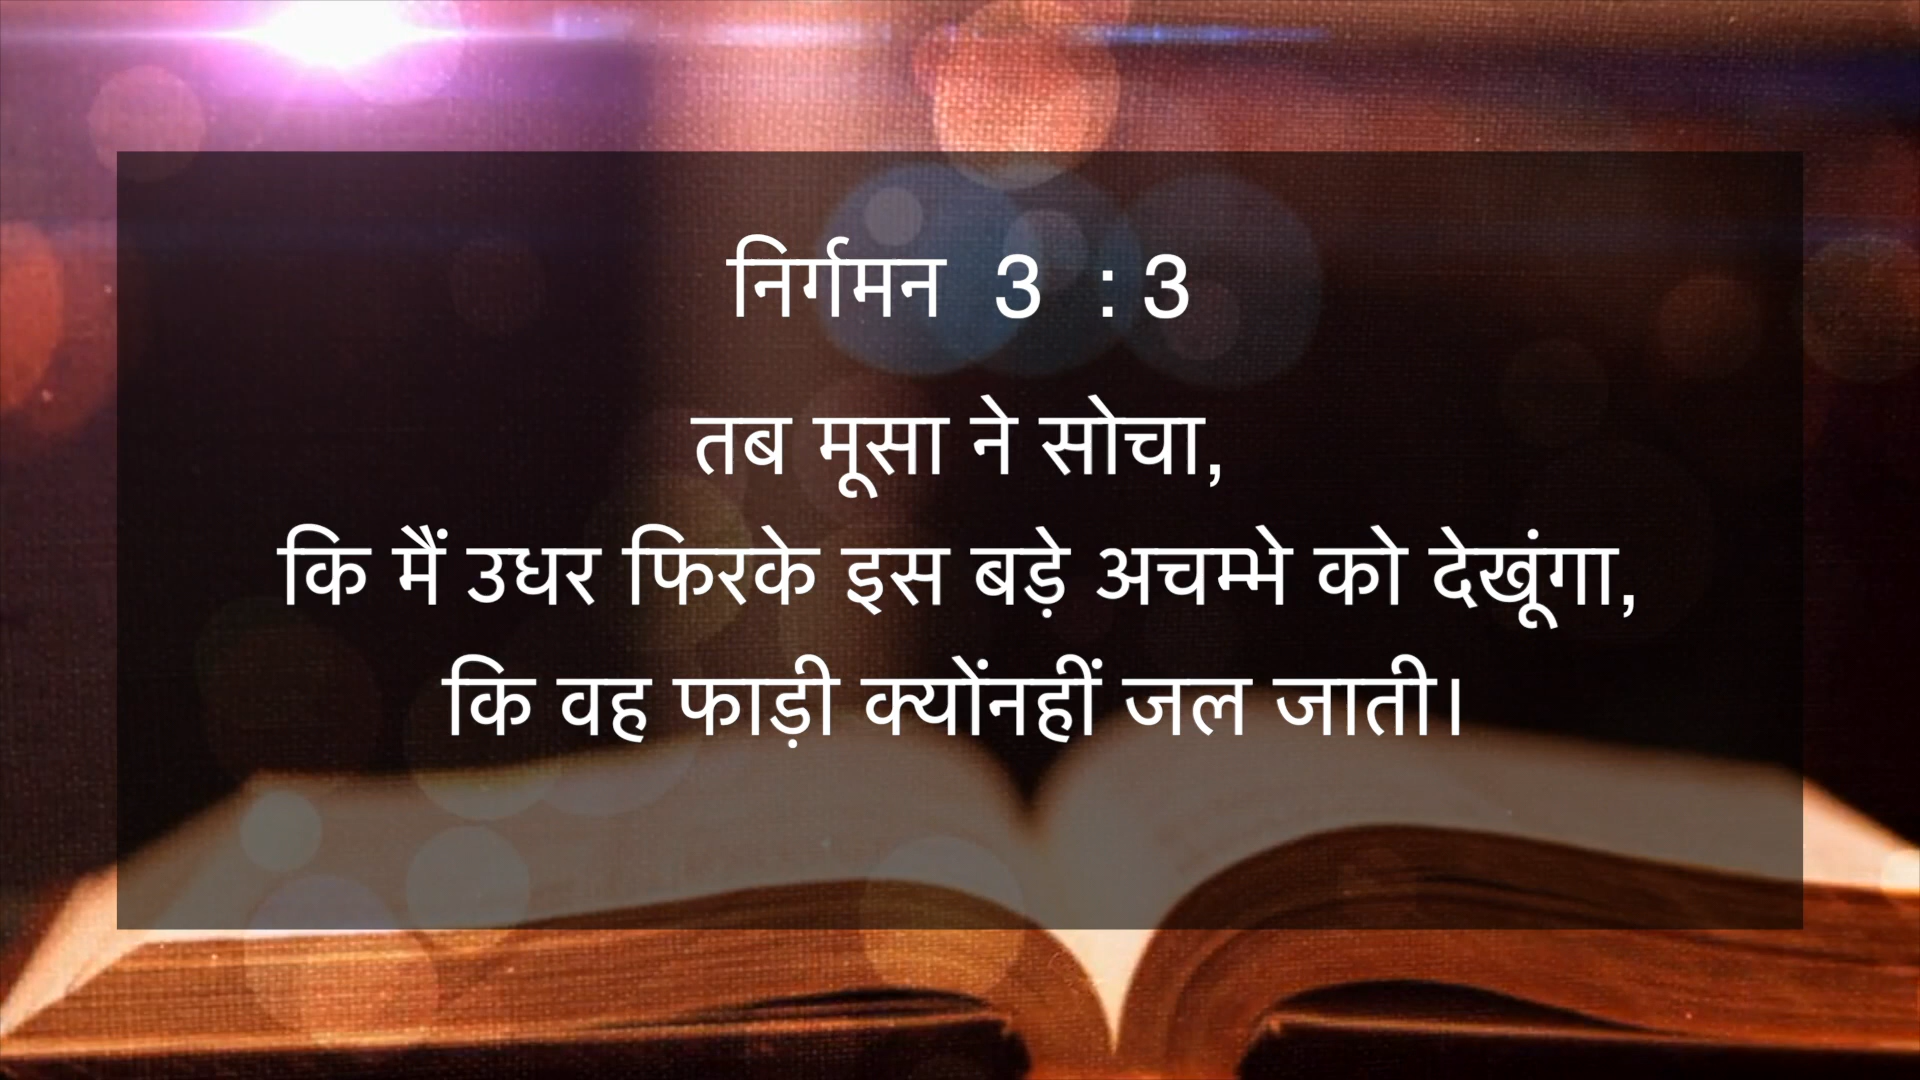 निर्गमन 3 : 3
तब मूसा ने सोचा,
कि मैं उधर फिरके इस बड़े अचम्भे को देखूंगा,
कि वह फाड़ी क्योंनहीं जल जाती।